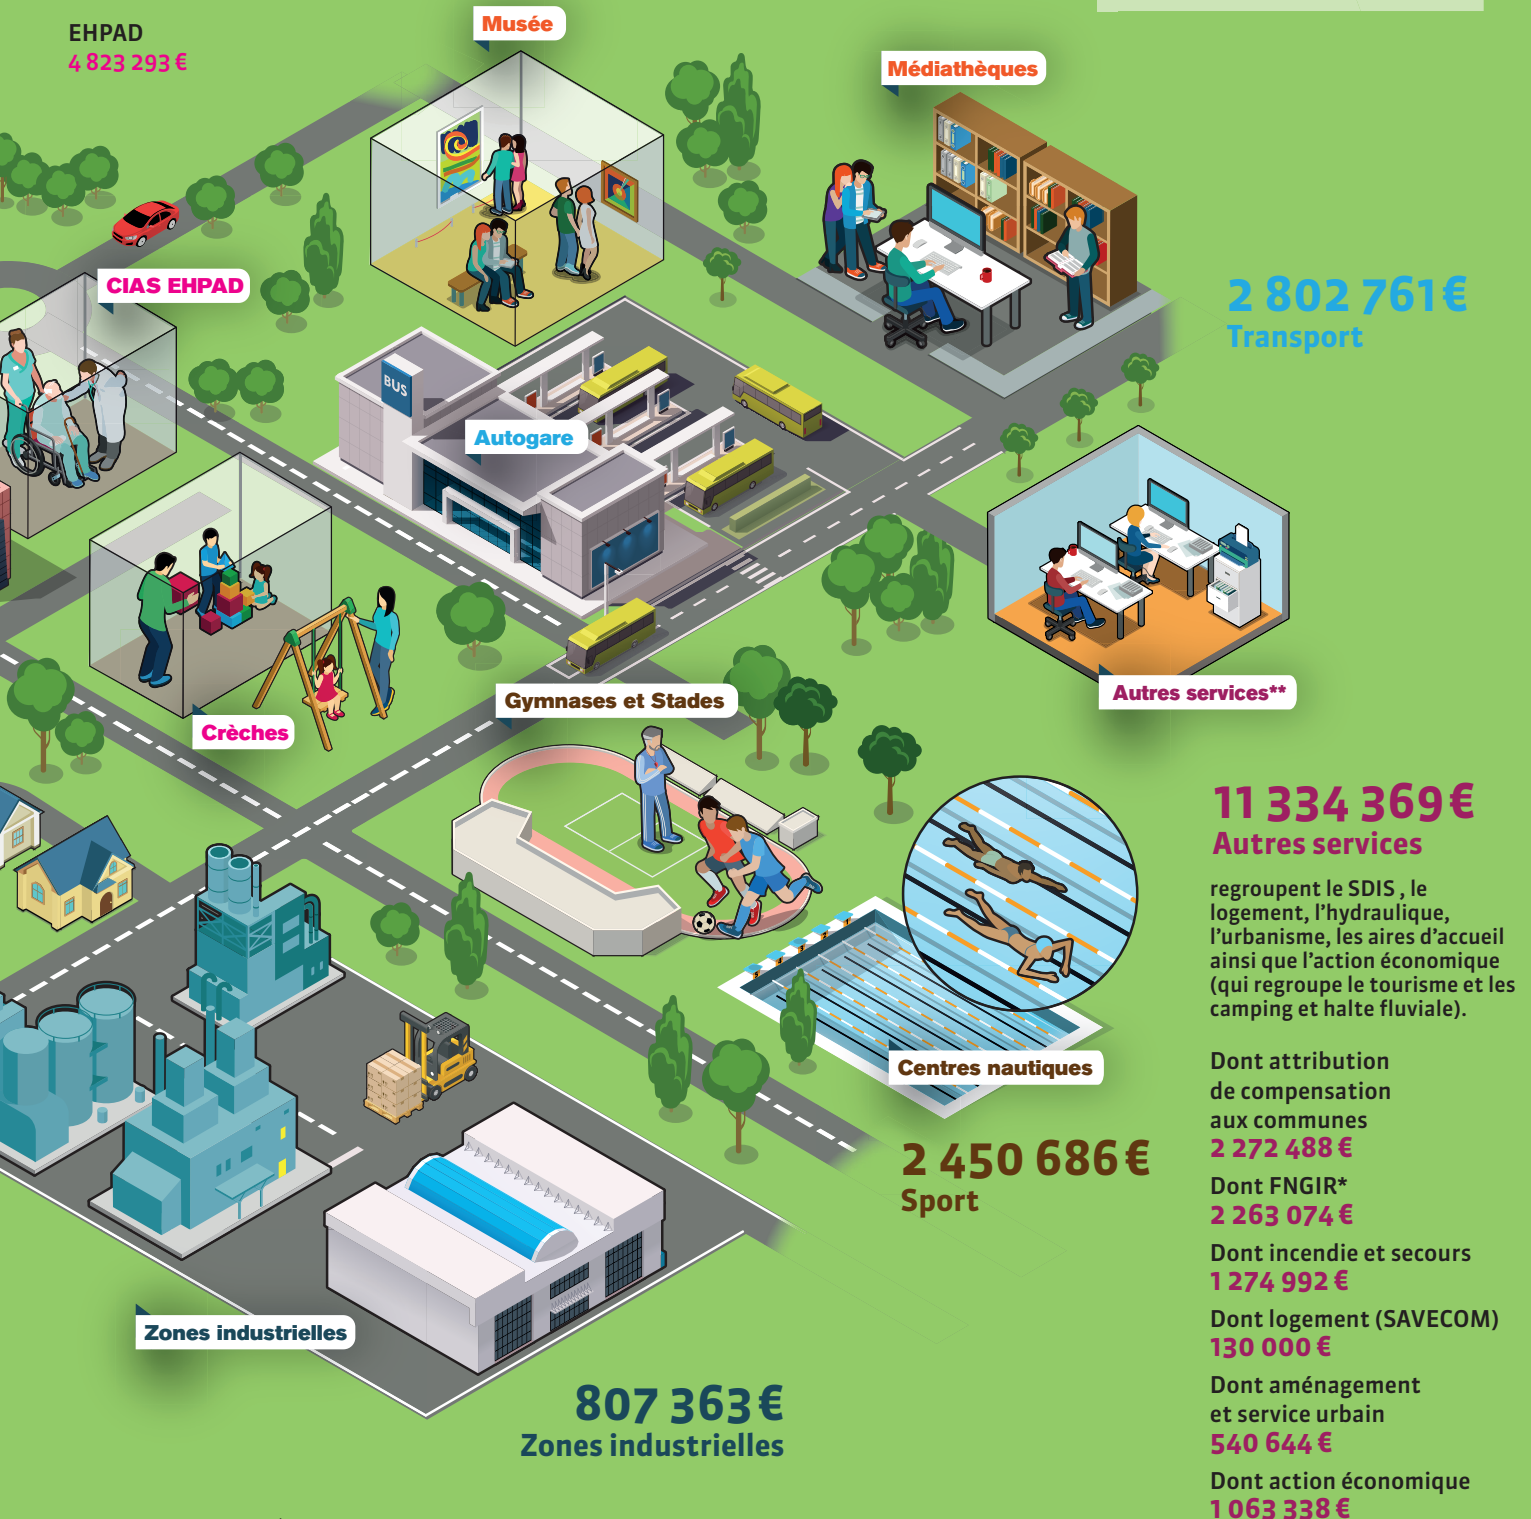 EHPAD
4 823 293 €
Musée
Médiathèques
CIAS EHPAD
2 802 761 €
Transport
BUS
Autogare
Autres services**
Gymnases et Stades
Crèches
11 334 369 €
Autres services
regroupent le SDIS , le
logement, l'hydraulique,
l'urbanisme, les aires d'accueil
ainsi que l'action économique
(qui regroupe le tourisme et les
camping et halte fluviale).
Centres nautiques
Dont attribution
de compensation
aux communes
2 272 488 €
2 450 686 €
Sport
Dont FNGIR*
2 263 074 €
Dont incendie et secours
1 274 992 €
Zones industrielles
Dont logement (SAVECOM)
130 000 €
807 363 €
Zones industrielles
Dont aménagement
et service urbain
540 644 €
Dont action économique
1 063 338 €